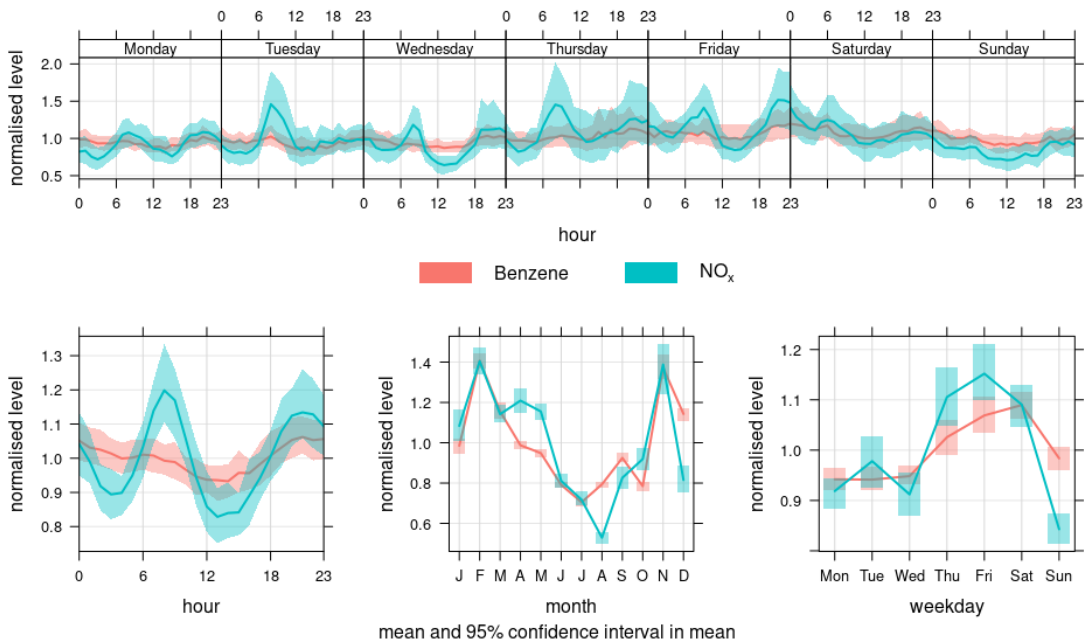 0 6 12 18 23 0 6 12 18 23 0 6 12 18 23
Monday Tuesday Wednesday Thursday Friday Saturday Sunday
normalised level
2.0
1.5
1.0
0.5
0 6 12 18 23 0 6 12 18 23 0 6 12 18 23 0 6 12 18 23
hour
Benzene NOx
normalised level
1.3
1.2
1.1
1.0
0.9
0.8
0 6 12 18 23
hour
normalised level
1.4
1.2
1.0
0.8
0.6
J F M A M J J A S O N D
month
normalised level
1.2
1.1
1.0
0.9
Mon Tue Wed Thu Fri Sat Sun
weekday
mean and 95% confidence interval in mean